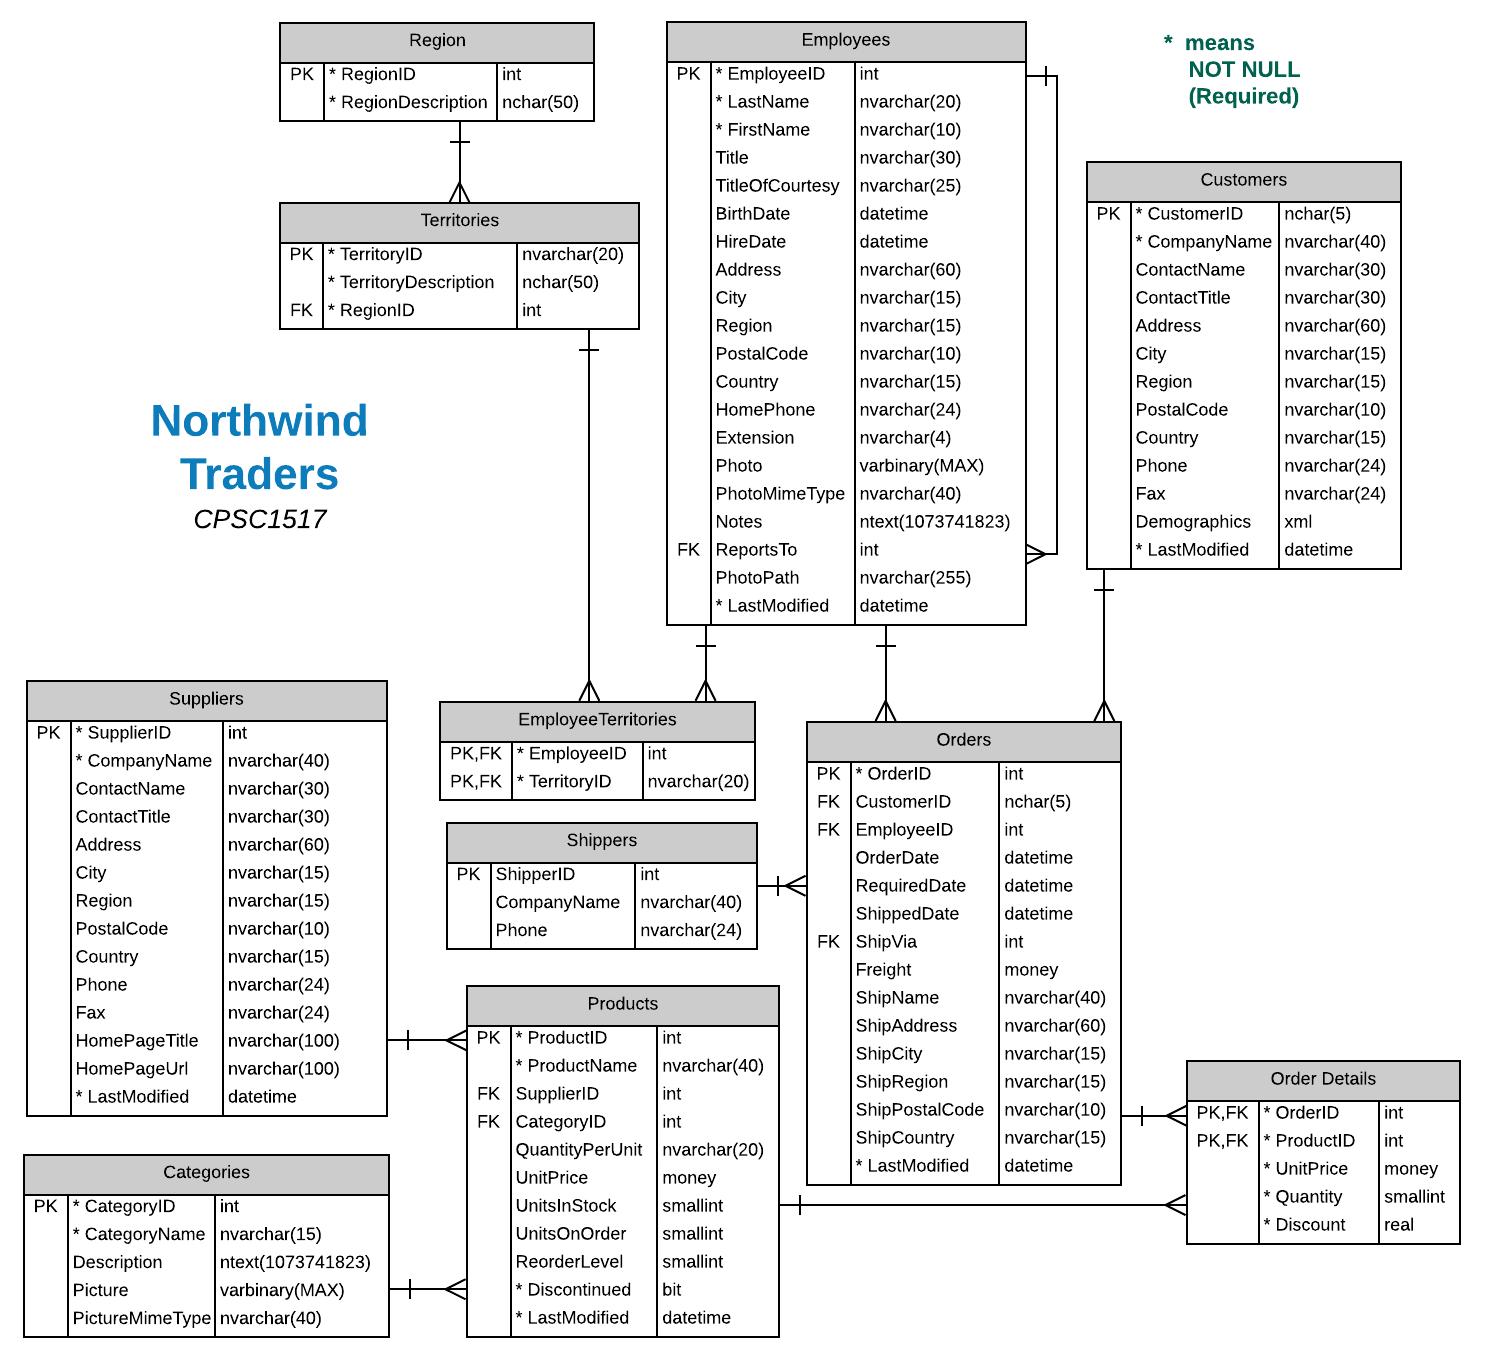 Region
PK * RegionID int
* RegionDescription nchar(50)
Employees
PK * EmployeeID int
* LastName nvarchar(20)
* FirstName nvarchar(10)
Title nvarchar(30)
TitleOfCourtesy nvarchar(25)
BirthDate datetime
HireDate datetime
Address nvarchar(60)
City nvarchar(15)
Region nvarchar(15)
PostalCode nvarchar(10)
Country nvarchar(15)
HomePhone nvarchar(24)
Extension nvarchar(4)
Photo varbinary(MAX)
PhotoMimeType nvarchar(40)
Notes ntext(1073741823)
FK ReportsTo int
PhotoPath nvarchar(255)
* LastModified datetime
* means
NOT NULL
(Required)
Customers
PK * CustomerID nchar(5)
* CompanyName nvarchar(40)
ContactName nvarchar(30)
ContactTitle nvarchar(30)
Address nvarchar(60)
City nvarchar(15)
Region nvarchar(15)
PostalCode nvarchar(10)
Country nvarchar(15)
Phone nvarchar(24)
Fax nvarchar(24)
Demographics xml
* LastModified datetime
Territories
PK * TerritoryID nvarchar(20)
* TerritoryDescription nchar(50)
FK * RegionID int
Northwind
Traders
CPSC1517
Suppliers
PK * SupplierID int
* CompanyName nvarchar(40)
ContactName nvarchar(30)
ContactTitle nvarchar(30)
Address nvarchar(60)
City nvarchar(15)
Region nvarchar(15)
PostalCode nvarchar(10)
Country nvarchar(15)
Phone nvarchar(24)
Fax nvarchar(24)
HomePageTitle nvarchar(100)
HomePageUrl nvarchar(100)
* LastModified datetime
EmployeeTerritories
PK,FK * EmployeeID int
PK,FK * TerritoryID nvarchar(20)
Shippers
PK ShipperID int
CompanyName nvarchar(40)
Phone nvarchar(24)
Orders
PK * OrderID int
FK CustomerID nchar(5)
FK EmployeeID int
OrderDate datetime
RequiredDate datetime
ShippedDate datetime
FK ShipVia int
Freight money
ShipName nvarchar(40)
ShipAddress nvarchar(60)
ShipCity nvarchar(15)
ShipRegion nvarchar(15)
ShipPostalCode nvarchar(10)
ShipCountry nvarchar(15)
* LastModified datetime
Products
PK * ProductID int
* ProductName nvarchar(40)
FK SupplierID int
FK CategoryID int
QuantityPerUnit nvarchar(20)
UnitPrice money
UnitsInStock smallint
UnitsOnOrder smallint
ReorderLevel smallint
* Discontinued bit
* LastModified datetime
Order Details
PK,FK * OrderID int
PK,FK * ProductID int
* UnitPrice money
* Quantity smallint
* Discount real
Categories
PK * CategoryID int
* CategoryName nvarchar(15)
Description ntext(1073741823)
Picture varbinary(MAX)
PictureMimeType nvarchar(40)